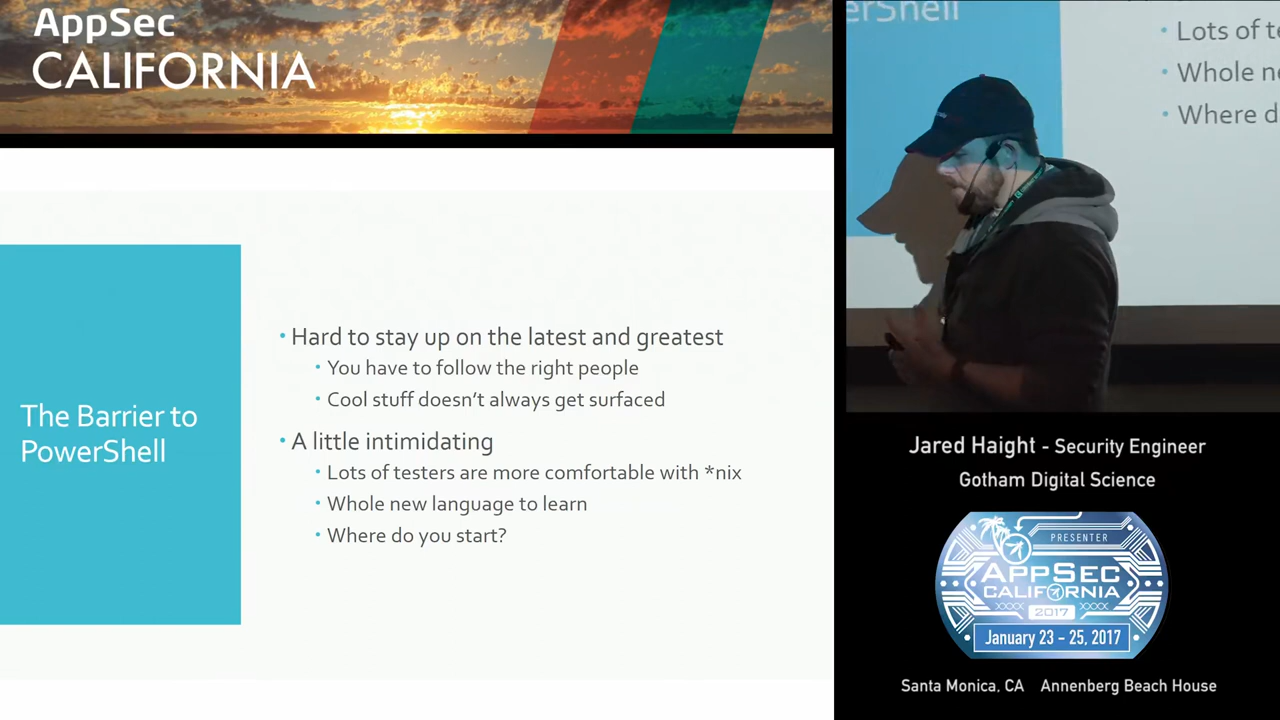 AppSec
CALIFORNIA
The Barrier to
PowerShell
• Hard to stay up on the latest and greatest
• You have to follow the right people
• Cool stuff doesn't always get surfaced
• A little intimidating
• Lots of testers are more comfortable with *nix
• Whole new language to learn
• Where do you start?
erShell
• Lots of te
• Whole ne
• Where d
Jared Haight - Security Engineer
Gotham Digital Science
PRESENTER
APPSEC
CALIFORNIA
XXXX 2017 XXXX
January 23 - 25, 2017
Santa Monica, CA Annenberg Beach House